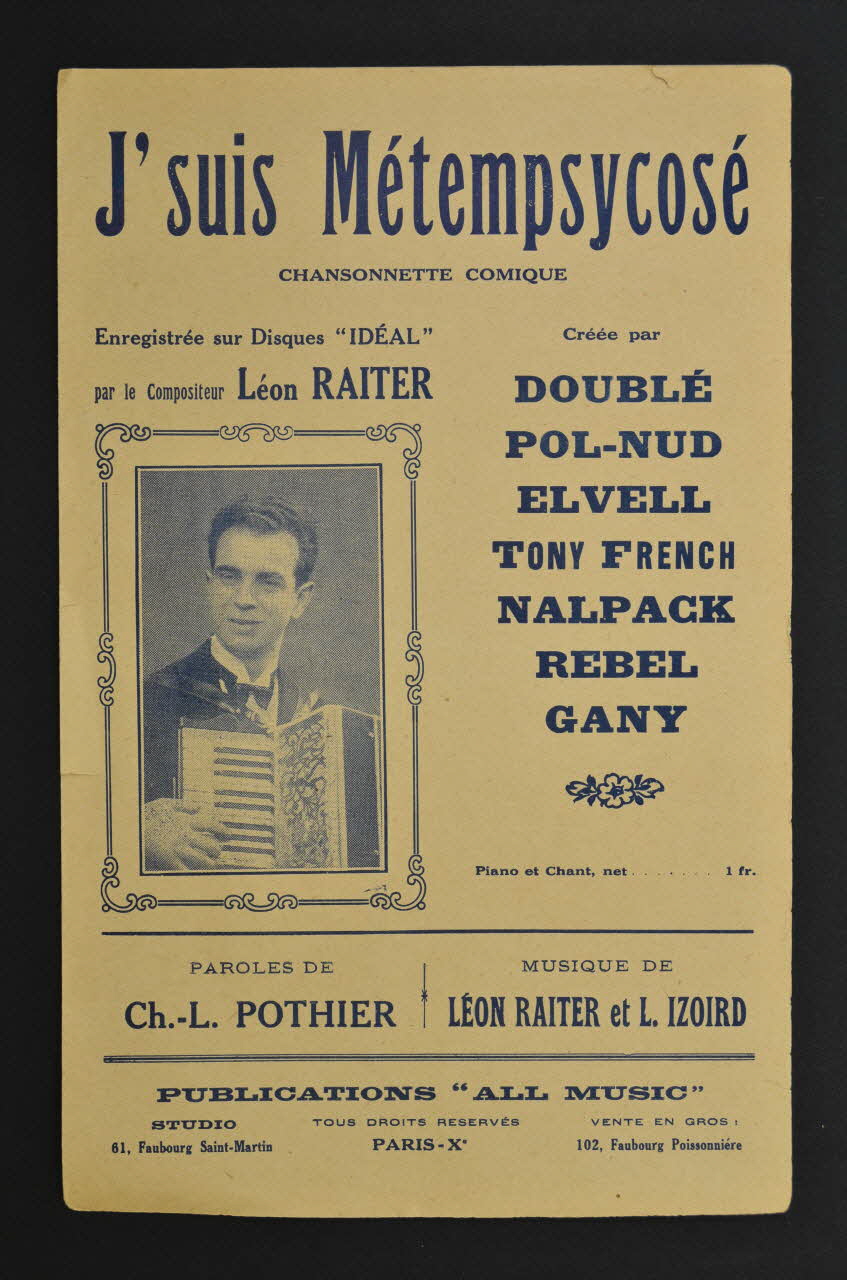 J'suis Métempsycosé
CHANSONNETTE COMIQUE
Enregistrée sur Disques "IDÉAL"
par le Compositeur Léon RAITER
Créée par
DOUBLÉ
POL-NUD
ELVELL
TONY FRENCH
NALPACK
REBEL
GANY
Piano et Chant, net . . . . . . . 1 fr.
PAROLES DE
Ch.-L. POTHIER
MUSIQUE DE
LÉON RAITER et L. IZOIRD
PUBLICATIONS "ALL MUSIC"
STUDIO
61, Faubourg Saint-Martin
TOUS DROITS RESERVÉS
PARIS-Xe
VENTE EN GROS :
102, Faubourg Poissonniére